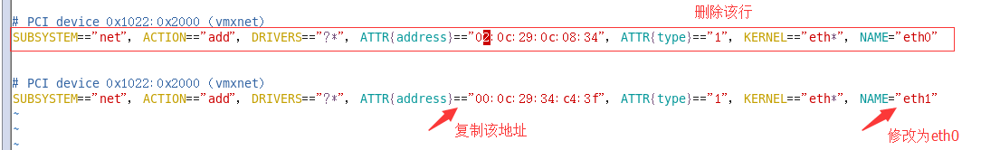 删除该行
# PCI device 0x1022:0x2000 (vmxnet)
SUBSYSTEM=="net", ACTION=="add", DRIVERS=="?*", ATTR{address}=="02:0c:29:0c:08:34", ATTR{type}=="1", KERNEL=="eth*", NAME="eth0"
# PCI device 0x1022:0x2000 (vmxnet)
SUBSYSTEM=="net", ACTION=="add", DRIVERS=="?*", ATTR{address}=="00:0c:29:34:c4:3f", ATTR{type}=="1", KERNEL=="eth*", NAME="eth1"
~
复制该地址
修改为eth0
~
~